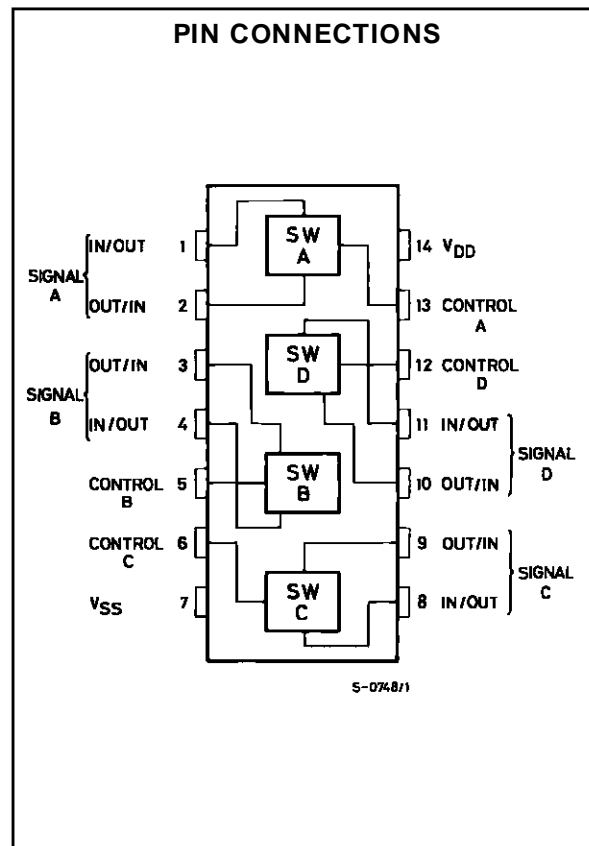 PIN CONNECTIONS
SIGNAL A
IN/OUT 1
OUT/IN 2
SIGNAL B
OUT/IN 3
IN/OUT 4
CONTROL B 5
CONTROL C 6
VSS 7
SW A
SW D
SW B
SW C
14 VDD
13 CONTROL A
12 CONTROL D
11 IN/OUT
10 OUT/IN
SIGNAL D
9 OUT/IN
8 IN/OUT
SIGNAL C
S-0748/1